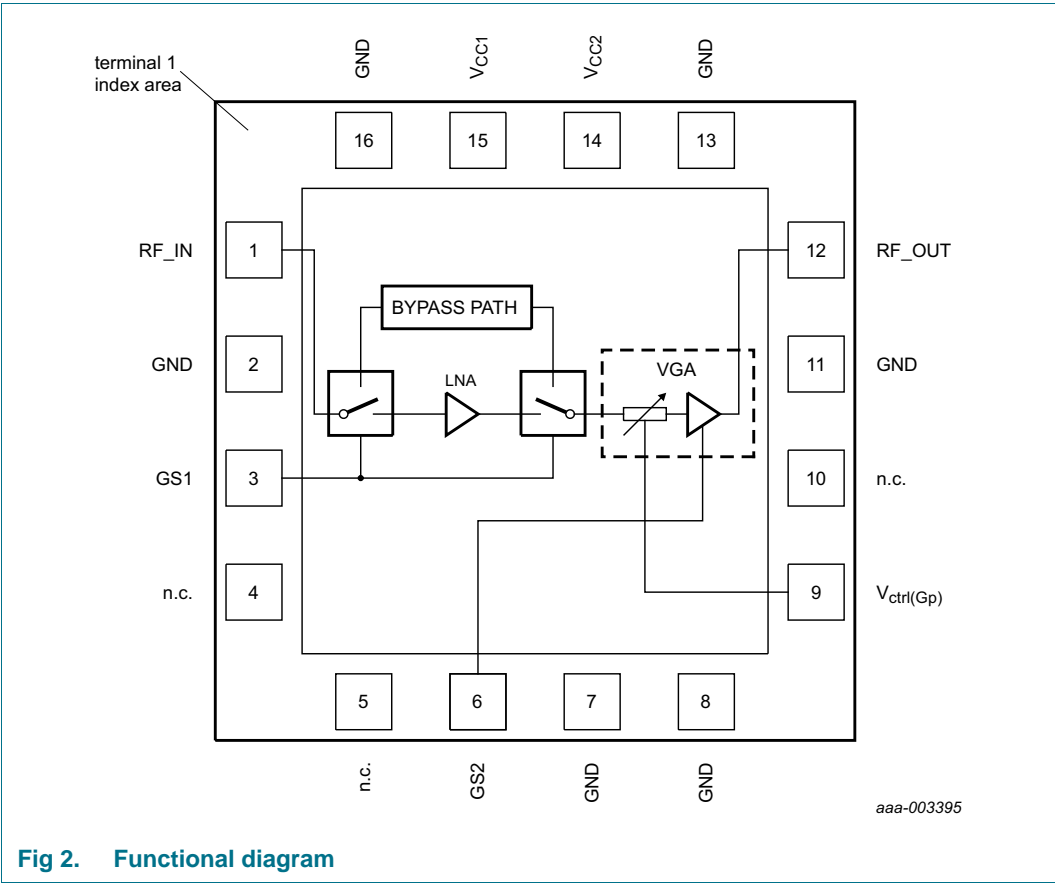 terminal 1
index area
GND
VCC1
VCC2
GND
16
15
14
13
RF_IN
1
12
RF_OUT
BYPASS PATH
GND
2
LNA
VGA
11
GND
GS1
3
10
n.c.
n.c.
4
9
Vctrl(Gp)
5
6
7
8
n.c.
GS2
GND
GND
aaa-003395
Fig 2. Functional diagram